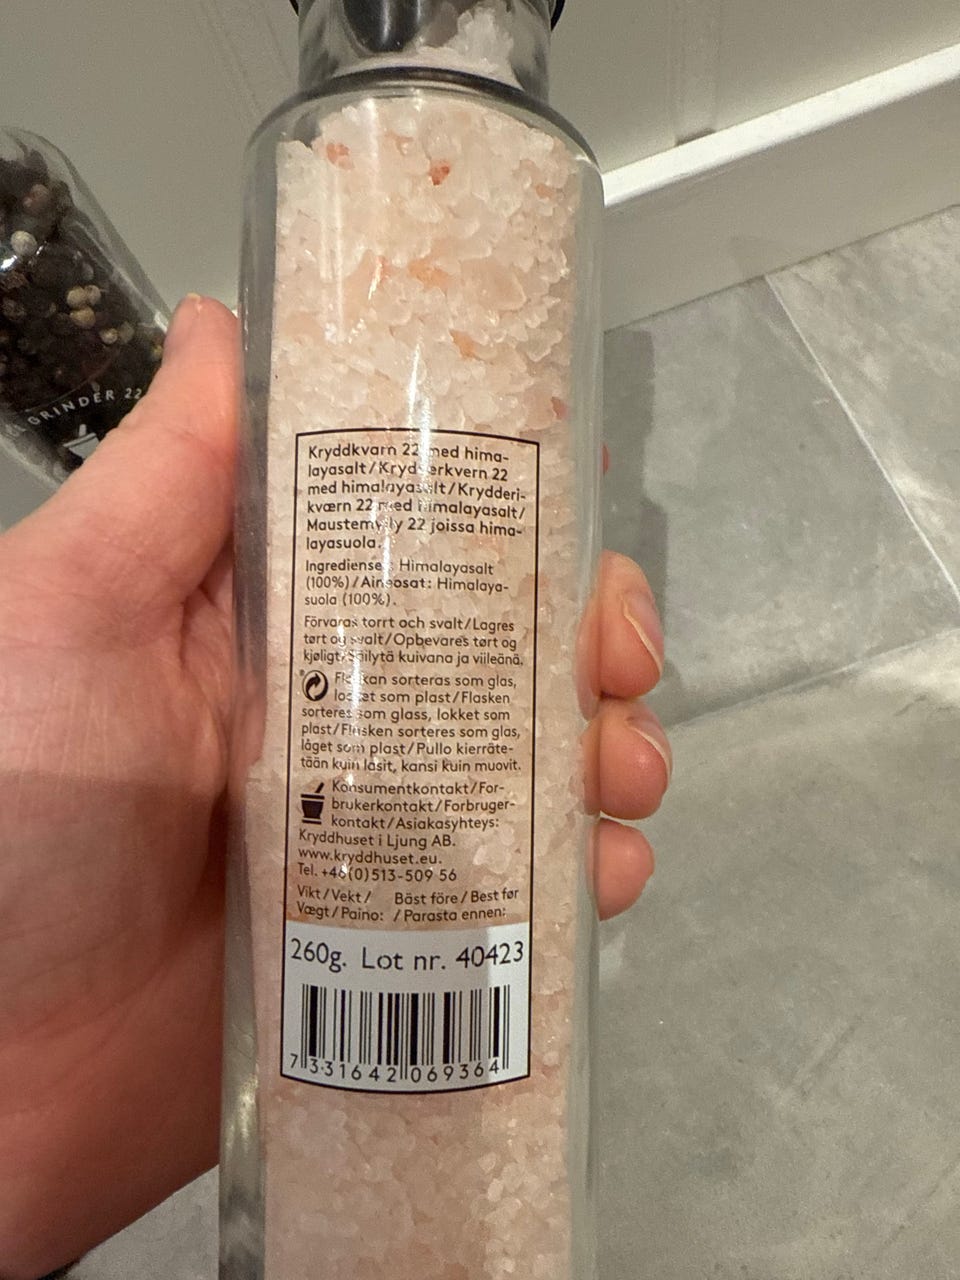 GRINDER 22
Kryddkvarn 22 med hima-
layasalt/Krydderkvern 22
med himalayasalt/Krydderi-
kværn 22 med himalayasalt/
Maustemylly 22 joissa hima-
layasuola.
Ingredienser: Himalayasalt
(100%)/Ainesosat: Himalaya-
suola (100%).
Förvaras torrt och svalt/Lagres
tørt og svalt/Opbevares tørt og
kjøligt/Säilytä kuivana ja viileänä.
Flaskan sorteras som glas,
locket som plast/Flasken
sorteres som glass, lokket som
plast/Flasken sorteres som glas,
låget som plast/Pullo kierräte-
tään kuin lasit, kansi kuin muovit.
Konsumentkontakt/For-
brukerkontakt/Forbruger-
kontakt/Asiakasyhteys:
Kryddhuset i Ljung AB.
www.kryddhuset.eu.
Tel. +46(0)513-509 56
Vikt/Vekt/ Bäst före/Best før
Vægt/Paino: /Parasta ennen:
260g. Lot nr. 40423
7 331642 069364